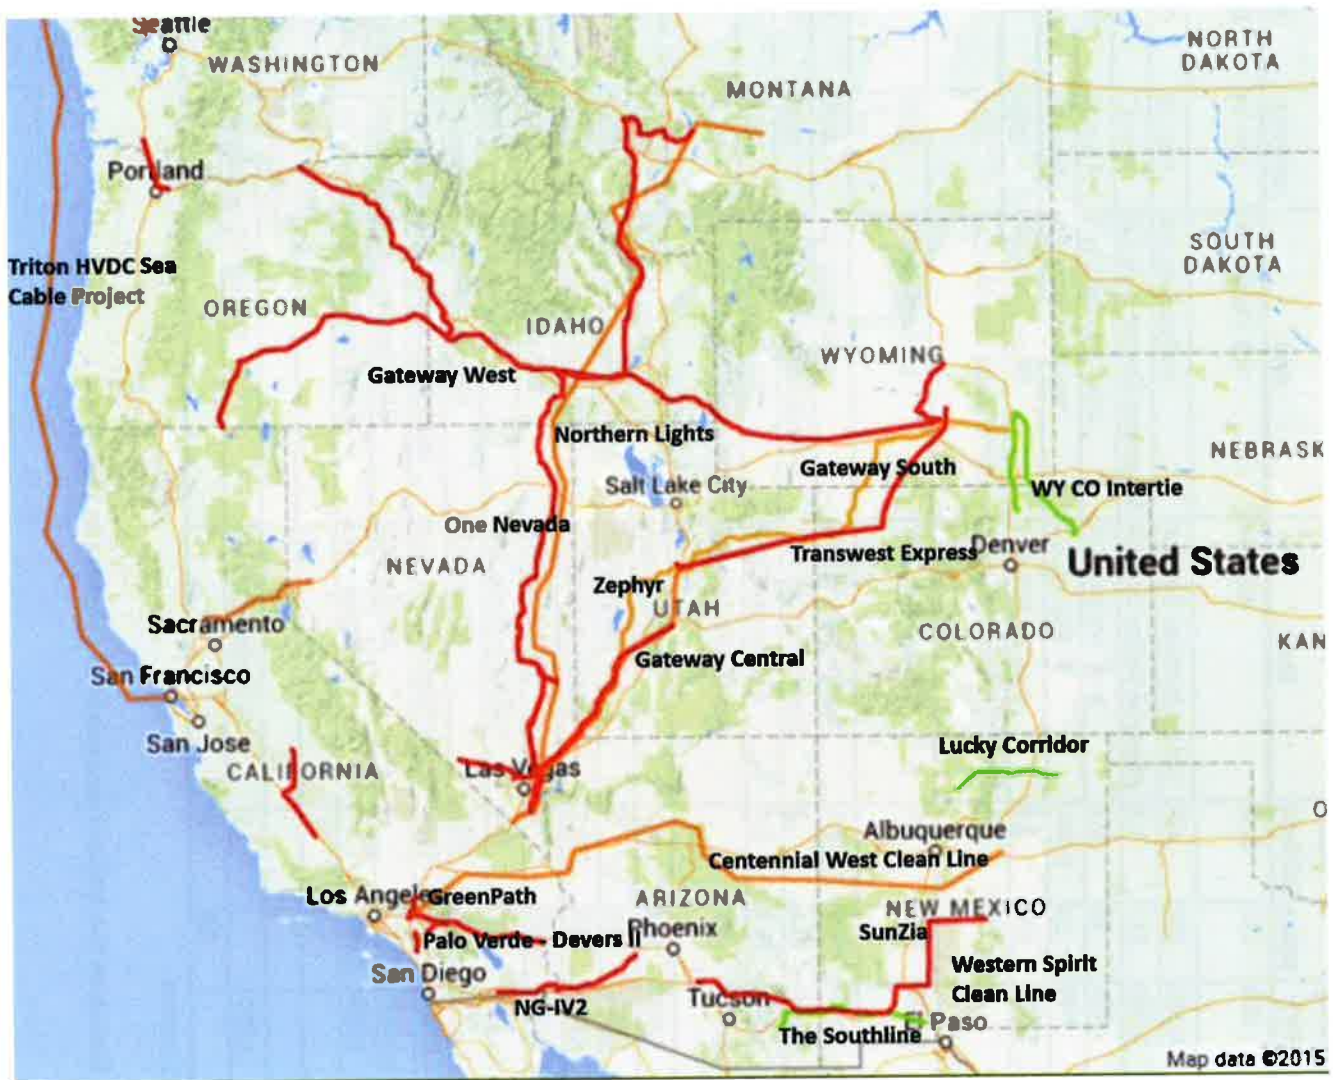 Seattle
WASHINGTON
NORTH
DAKOTA
MONTANA
Portland
SOUTH
DAKOTA
Triton HVDC Sea
Cable Project
OREGON
IDAHO
WYOMING
Gateway West
Northern Lights
NEBRASK
Gateway South
Salt Lake City
WY CO Intertie
One Nevada
Transwest Express
Denver
United States
NEVADA
Zephyr
UTAH
Sacramento
COLORADO
KAN
Gateway Central
San Francisco
San Jose
Lucky Corridor
CALIFORNIA
Las Vegas
O
Albuquerque
Centennial West Clean Line
Los Angele
GreenPath
ARIZONA
NEW MEXICO
Phoenix
SunZia
Palo Verde - Devers II
San Diego
Western Spirit
Clean Line
NG-IV2
Tucson
El Paso
The Southline
Map data ©2015